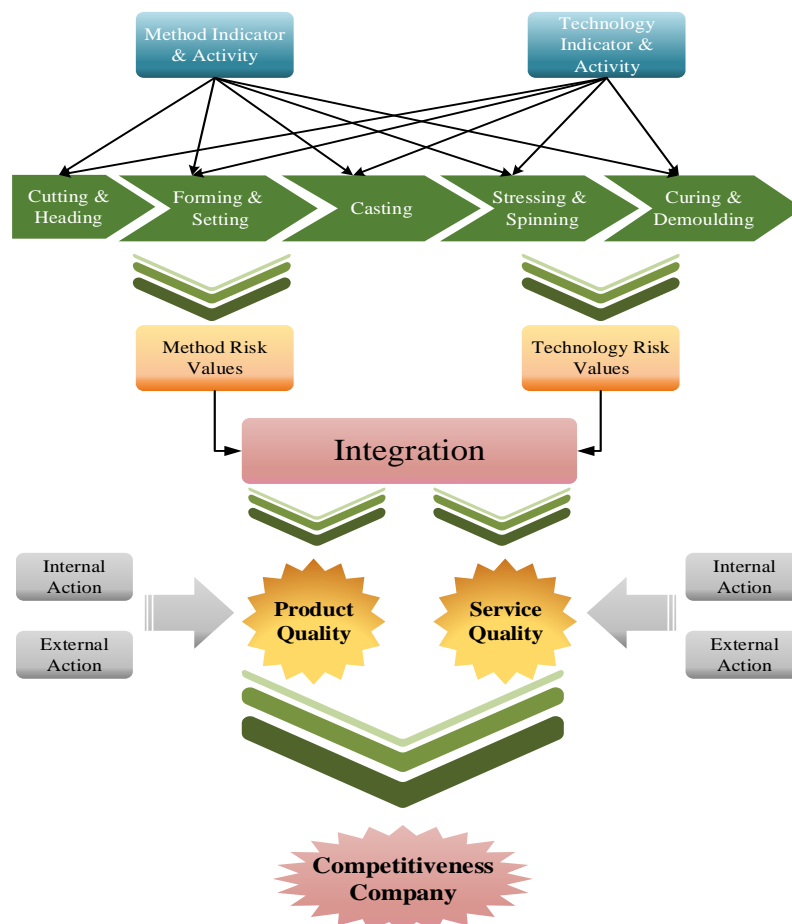 Method Indicator
& Activity
Technology
Indicator &
Activity
Cutting &
Heading
Forming &
Setting
Casting
Stressing &
Spinning
Curing &
Demoulding
Method Risk
Values
Technology Risk
Values
Integration
Internal
Action
External
Action
Product
Quality
Service
Quality
Internal
Action
External
Action
Competitiveness
Company